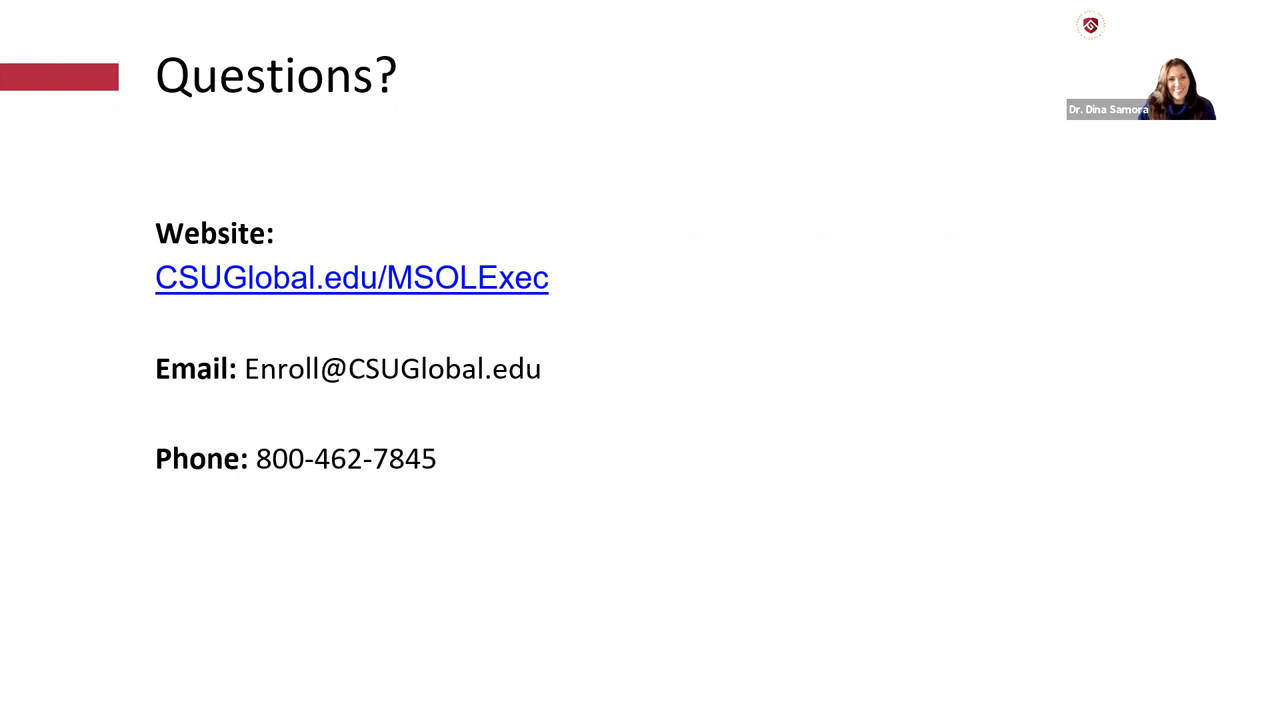 Questions?
Dr. Dina Samora
Website:
CSUGlobal.edu/MSOLExec
Email: Enroll@CSUGlobal.edu
Phone: 800-462-7845